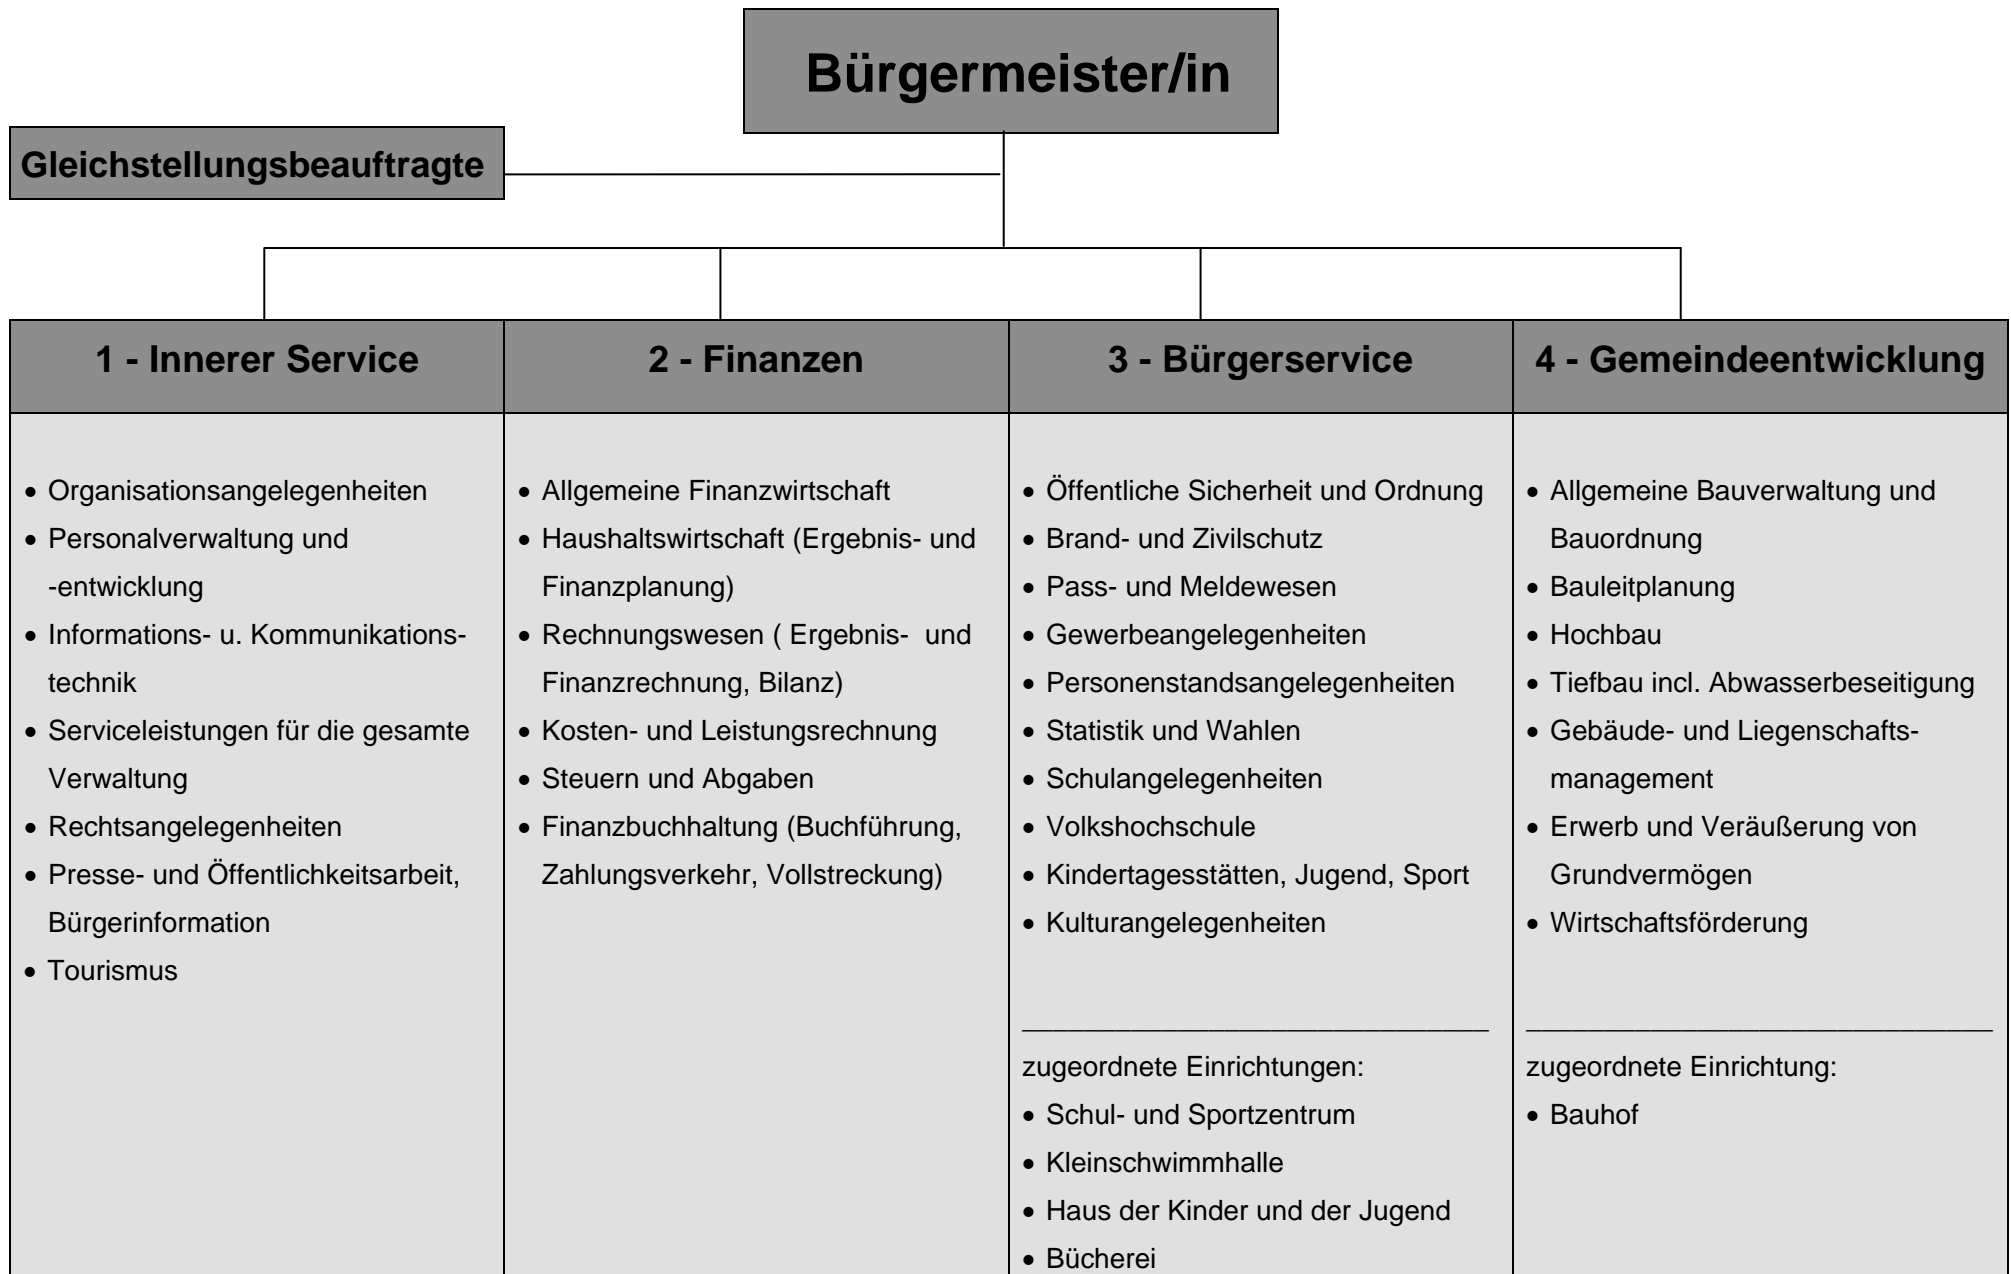 Bürgermeister/in
Gleichstellungsbeauftragte
1 - Innerer Service
• Organisationsangelegenheiten
• Personalverwaltung und
-entwicklung
• Informations- u. Kommunikations-
technik
• Serviceleistungen für die gesamte
Verwaltung
• Rechtsangelegenheiten
• Presse- und Öffentlichkeitsarbeit,
Bürgerinformation
• Tourismus
2 - Finanzen
• Allgemeine Finanzwirtschaft
• Haushaltswirtschaft (Ergebnis- und
Finanzplanung)
• Rechnungswesen ( Ergebnis-  und
Finanzrechnung, Bilanz)
• Kosten- und Leistungsrechnung
• Steuern und Abgaben
• Finanzbuchhaltung (Buchführung,
Zahlungsverkehr, Vollstreckung)
3 - Bürgerservice
• Öffentliche Sicherheit und Ordnung
• Brand- und Zivilschutz
• Pass- und Meldewesen
• Gewerbeangelegenheiten
• Personenstandsangelegenheiten
• Statistik und Wahlen
• Schulangelegenheiten
• Volkshochschule
• Kindertagesstätten, Jugend, Sport
• Kulturangelegenheiten
zugeordnete Einrichtungen:
• Schul- und Sportzentrum
• Kleinschwimmhalle
• Haus der Kinder und der Jugend
• Bücherei
4 - Gemeindeentwicklung
• Allgemeine Bauverwaltung und
Bauordnung
• Bauleitplanung
• Hochbau
• Tiefbau incl. Abwasserbeseitigung
• Gebäude- und Liegenschafts-
management
• Erwerb und Veräußerung von
Grundvermögen
• Wirtschaftsförderung
zugeordnete Einrichtung:
• Bauhof